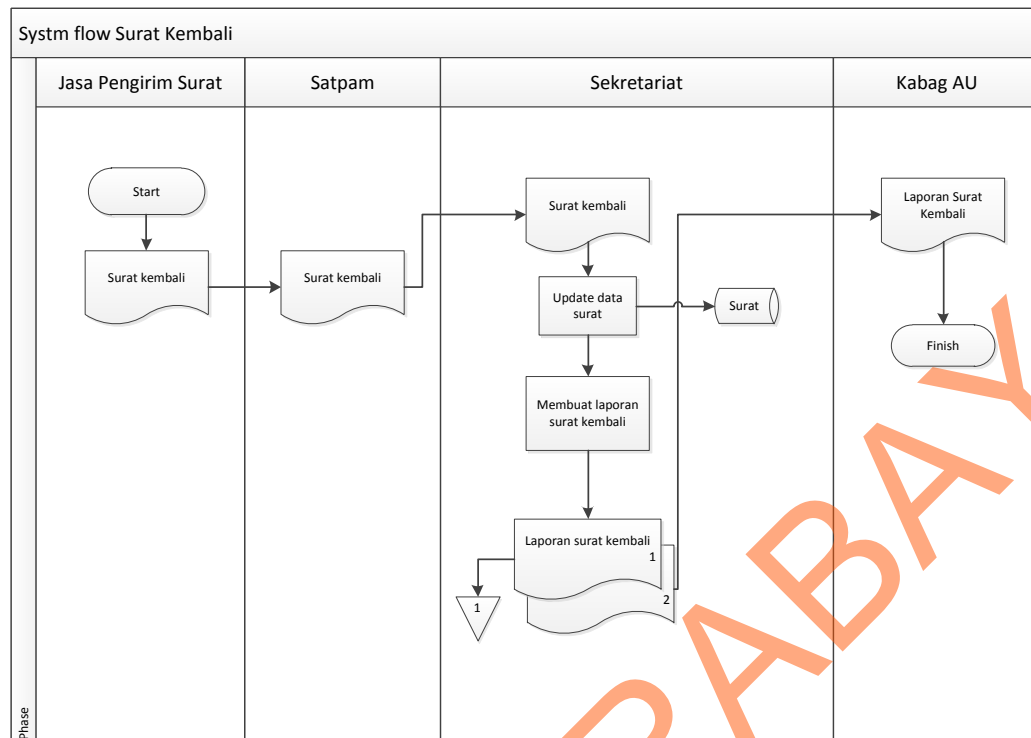 Systm flow Surat Kembali
Jasa Pengirim Surat
Satpam
Sekretariat
Kabag AU
Start
Surat kembali
Surat kembali
Surat kembali
Update data
surat
Surat
Membuat laporan
surat kembali
Laporan surat kembali
1
2
1
Laporan Surat
Kembali
Finish
Phase
RABAY